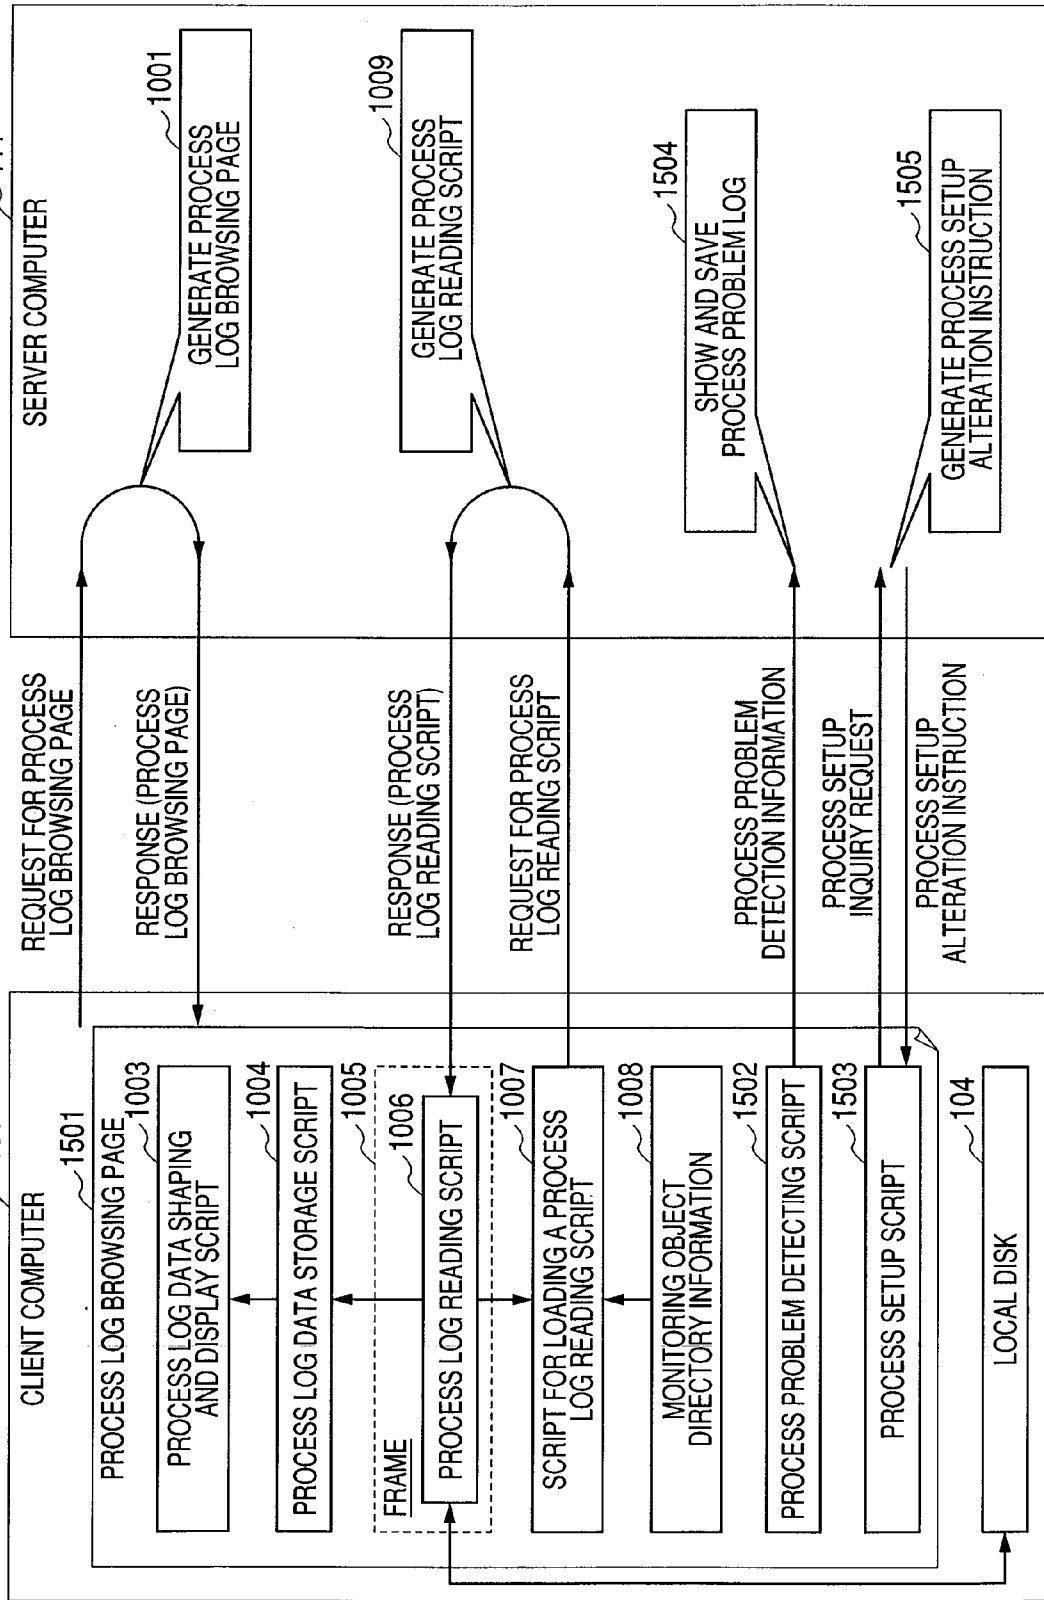 CLIENT COMPUTER
1501
PROCESS LOG BROWSING PAGE
1003
PROCESS LOG DATA SHAPING
AND DISPLAY SCRIPT
1004
PROCESS LOG DATA STORAGE SCRIPT
1005
FRAME
1006
PROCESS LOG READING SCRIPT
1007
SCRIPT FOR LOADING A PROCESS
LOG READING SCRIPT
1008
MONITORING OBJECT
DIRECTORY INFORMATION
1502
PROCESS PROBLEM DETECTING SCRIPT
1503
PROCESS SETUP SCRIPT
104
LOCAL DISK
REQUEST FOR PROCESS
LOG BROWSING PAGE
RESPONSE (PROCESS
LOG BROWSING PAGE)
RESPONSE (PROCESS
LOG READING SCRIPT)
REQUEST FOR PROCESS
LOG READING SCRIPT
PROCESS PROBLEM
DETECTION INFORMATION
PROCESS SETUP
INQUIRY REQUEST
PROCESS SETUP
ALTERATION INSTRUCTION
SERVER COMPUTER
1001
GENERATE PROCESS
LOG BROWSING PAGE
1009
GENERATE PROCESS
LOG READING SCRIPT
1504
SHOW AND SAVE
PROCESS PROBLEM LOG
1505
GENERATE PROCESS SETUP
ALTERATION INSTRUCTION